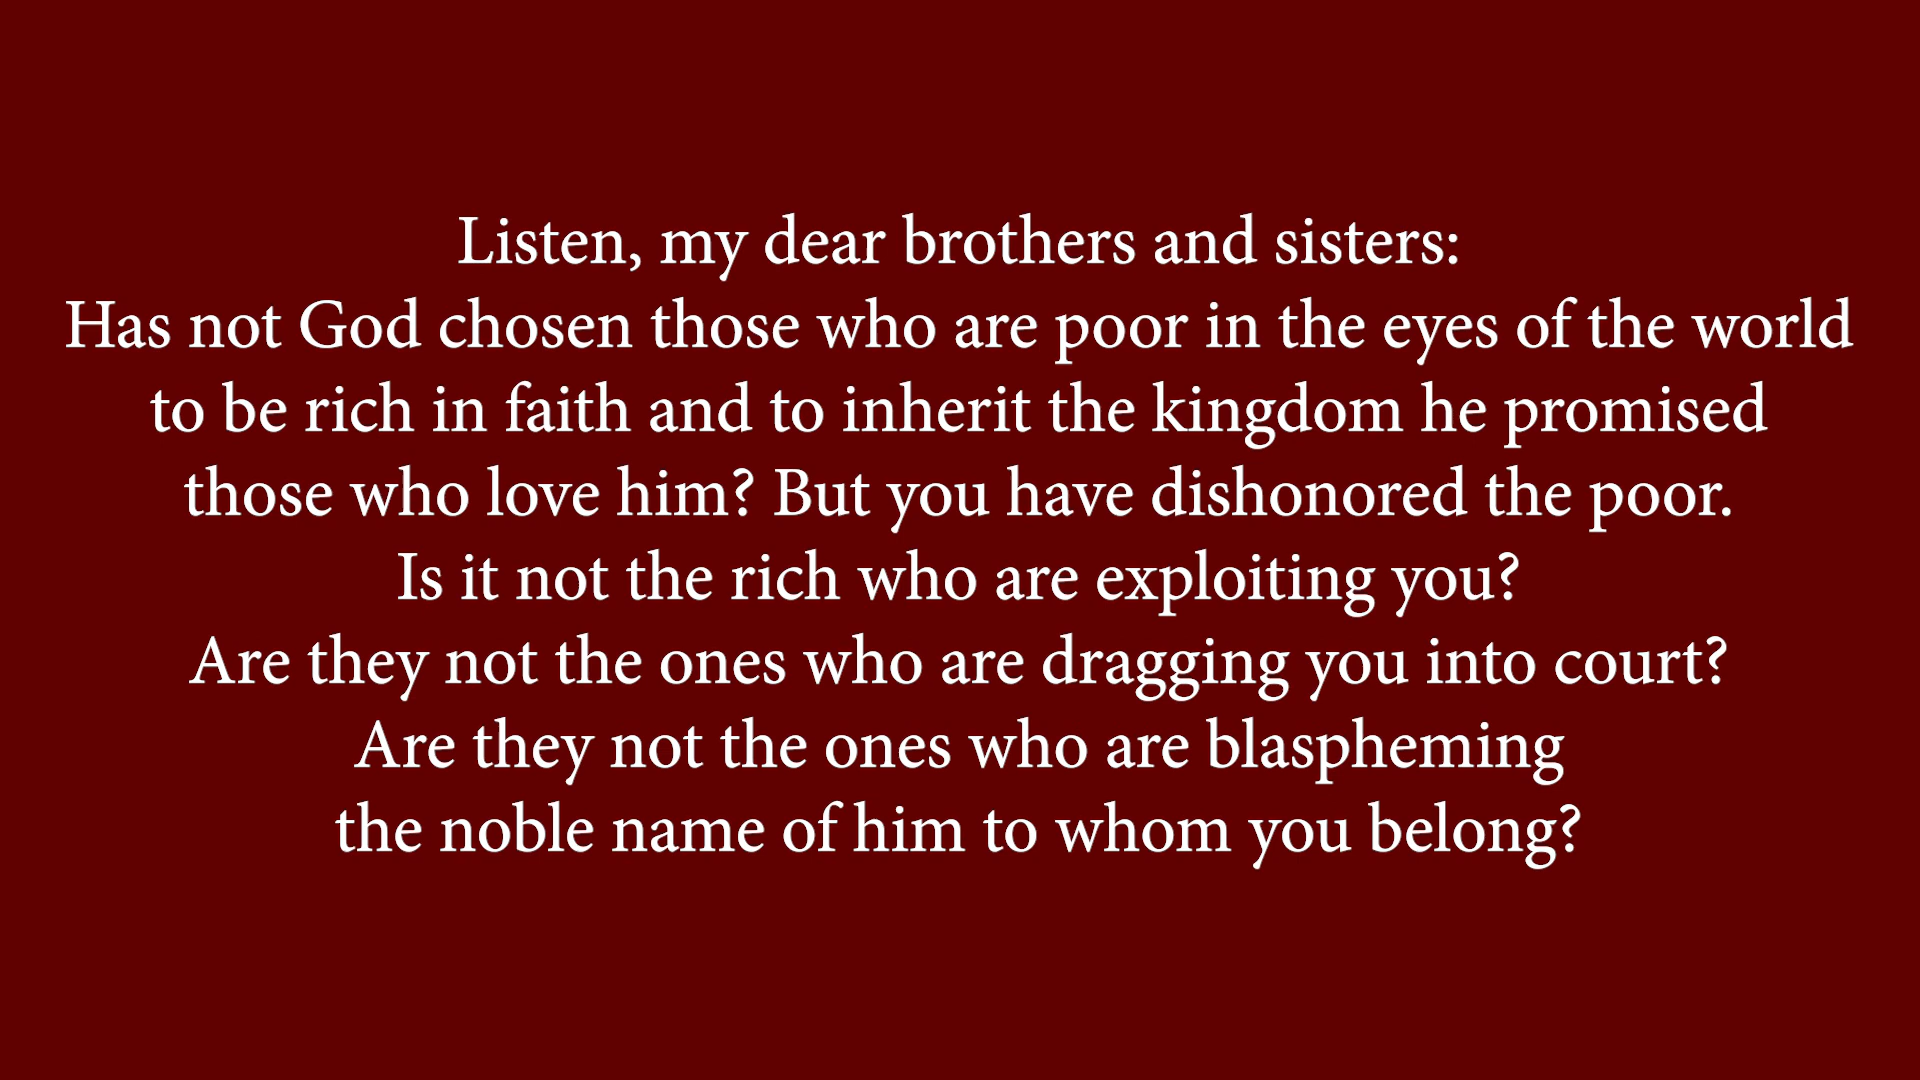 Listen, my dear brothers and sisters:
Has not God chosen those who are poor in the eyes of the world
to be rich in faith and to inherit the kingdom he promised
those who love him? But you have dishonored the poor.
Is it not the rich who are exploiting you?
Are they not the ones who are dragging you into court?
Are they not the ones who are blaspheming
the noble name of him to whom you belong?